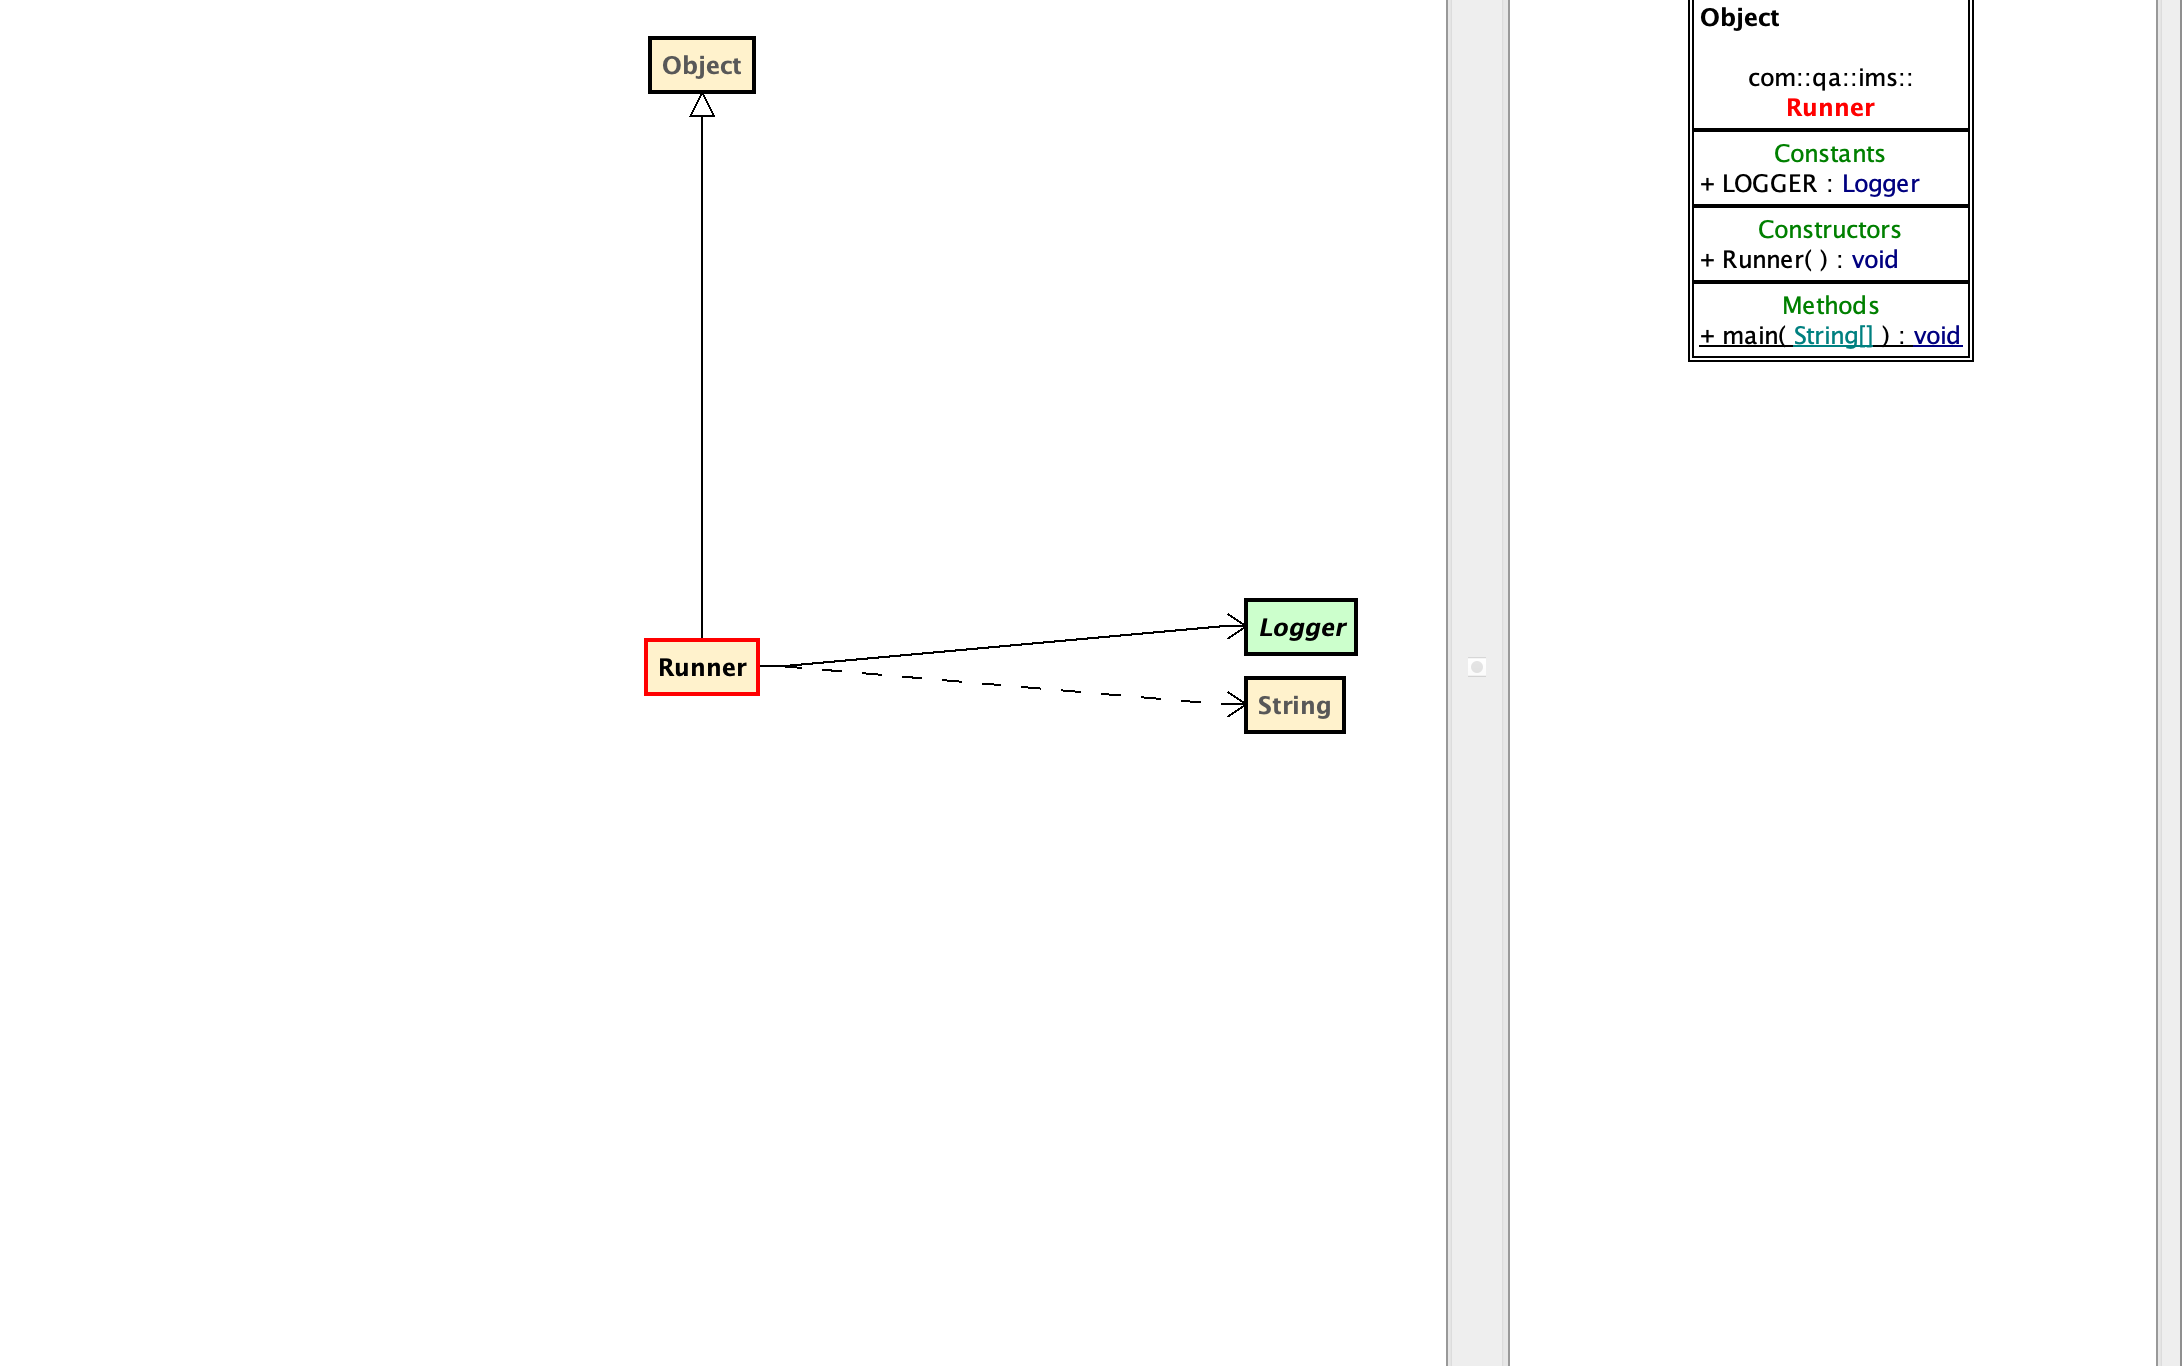 Object
Runner
Logger
String
Object
com::qa::ims::
Runner
Constants
+ LOGGER : Logger
Constructors
+ Runner( ) : void
Methods
+ main( String[] ) : void